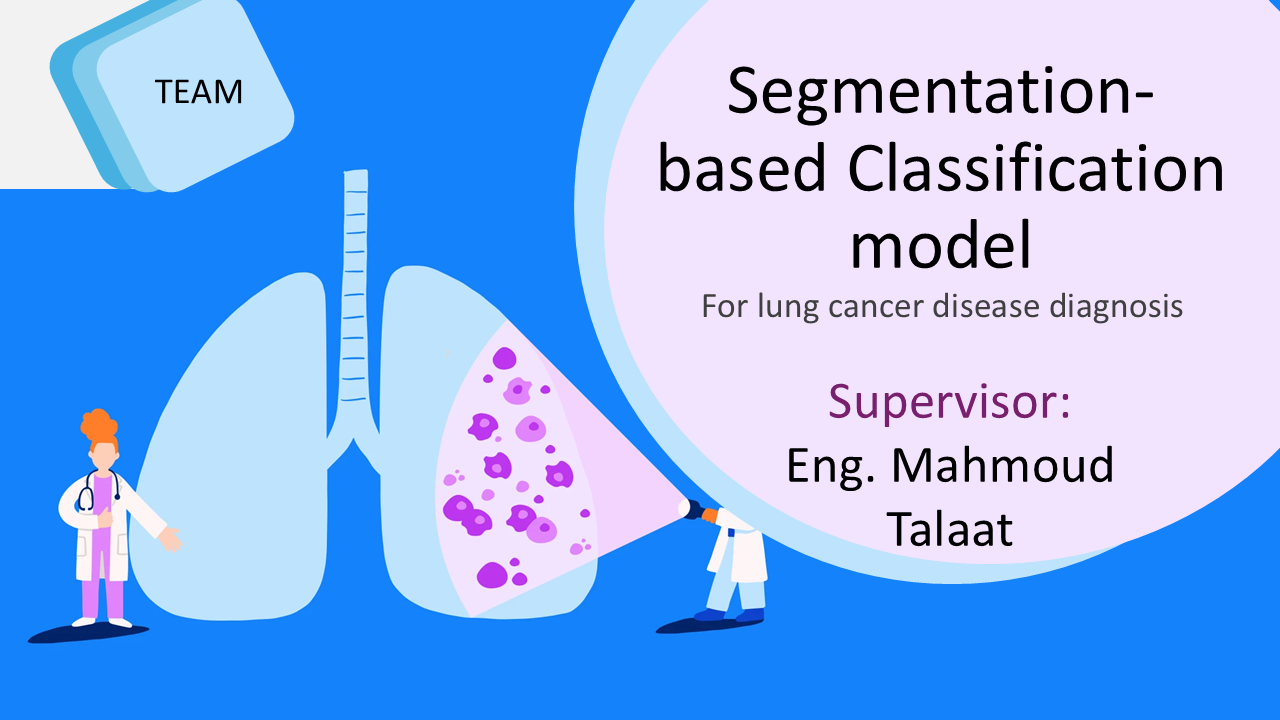 TEAM
Segmentation-
based Classification
model
For lung cancer disease diagnosis
Supervisor:
Eng. Mahmoud
Talaat